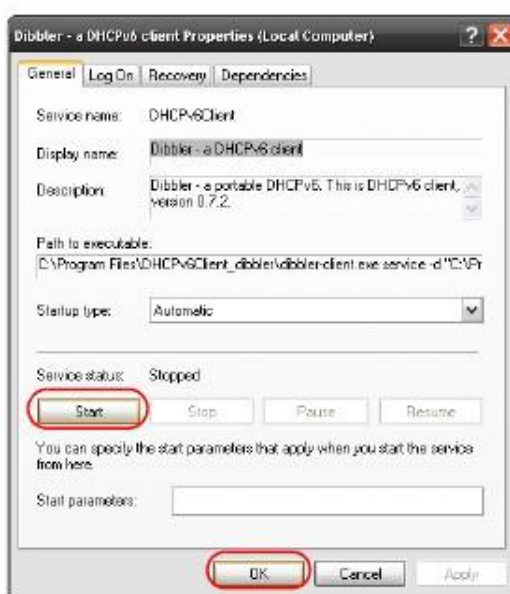 Dibbler - a DHCPv6 client Properties (Local Computer)
General Log On Recovery Dependencies
Service name: DHCPv6Client
Display name: Dibbler - a DHCPv6 client
Description: Dibbler - a portable DHCPv6. This is DHCPv6 client,
version 0.7.2.
Path to executable:
C:\Program Files\DHCPv6Client_dibbler\dibbler-client.exe service -d "C:\Pr
Startup type: Automatic
Service status: Stopped
Start Stop Pause Resume
You can specify the start parameters that apply when you start the service
from here.
Start parameters:
OK Cancel Apply